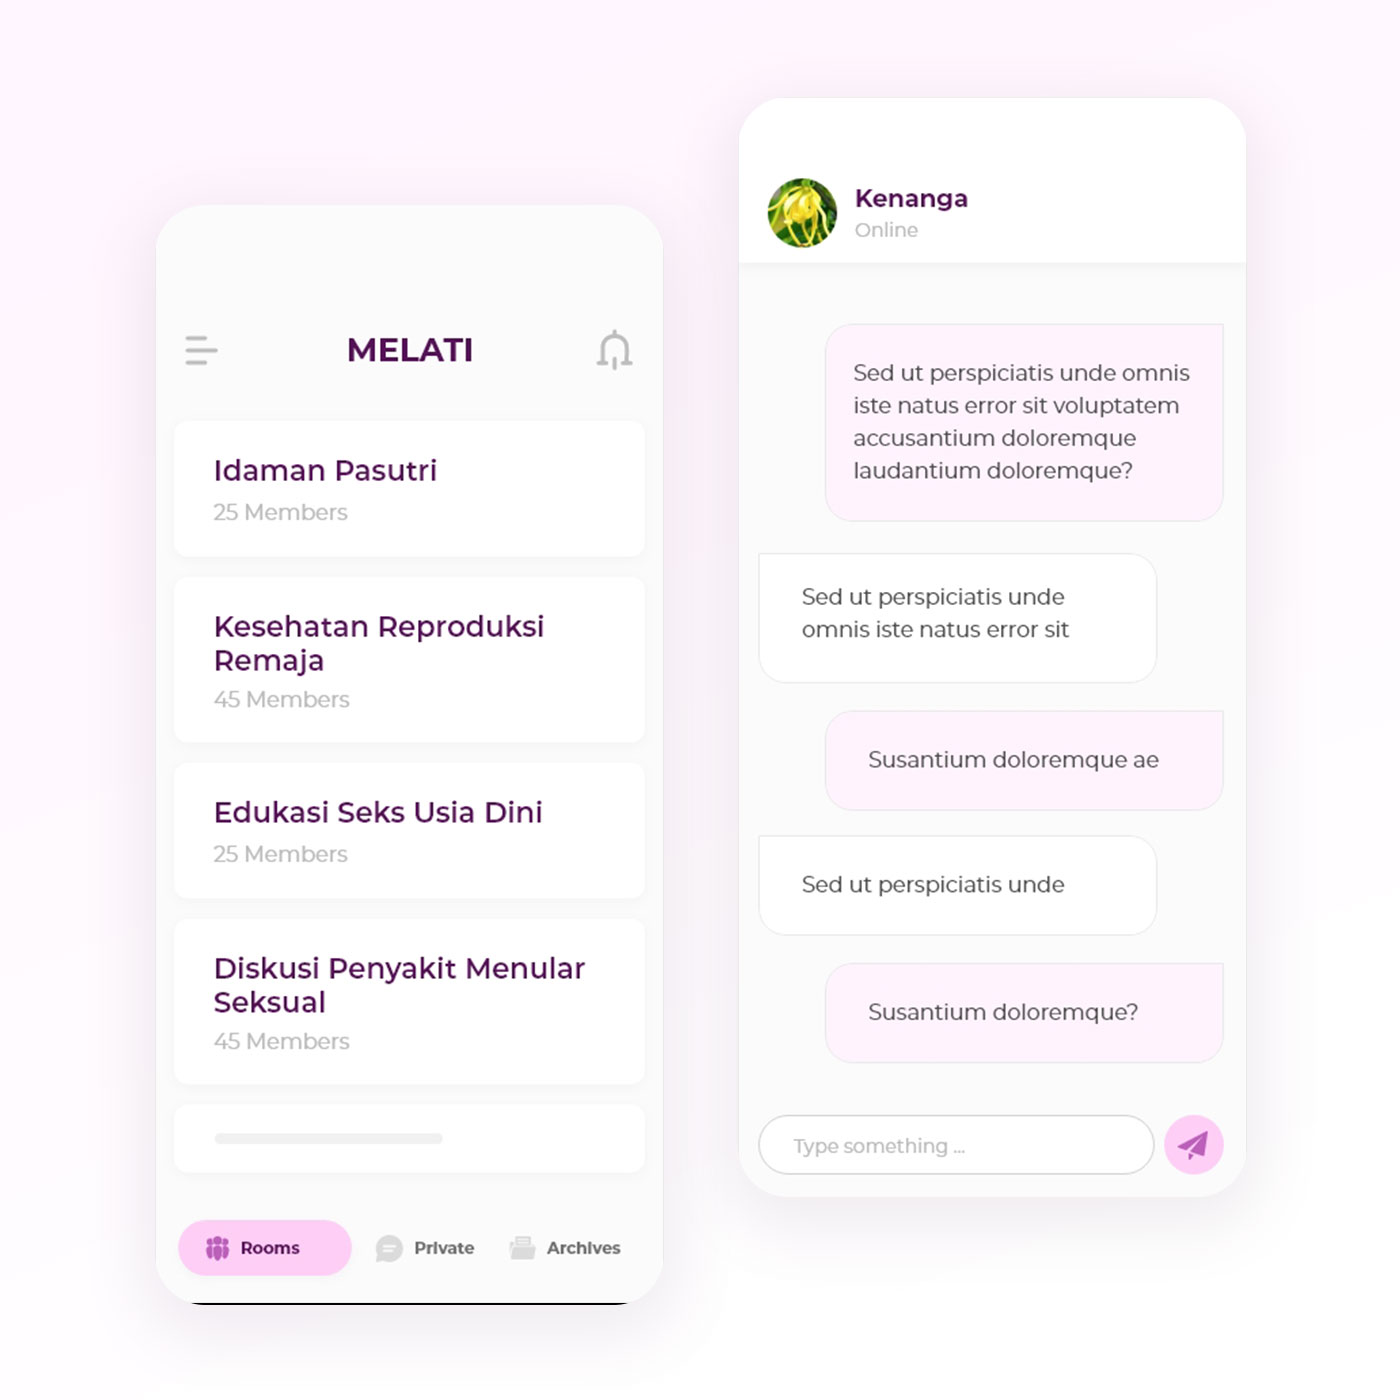 MELATI
Idaman Pasutri
25 Members
Kesehatan Reproduksi
Remaja
45 Members
Edukasi Seks Usia Dini
25 Members
Diskusi Penyakit Menular
Seksual
45 Members
Rooms
Private
Archives
Kenanga
Online
Sed ut perspiciatis unde omnis
iste natus error sit voluptatem
accusantium doloremque
laudantium doloremque?
Sed ut perspiciatis unde
omnis iste natus error sit
Susantium doloremque ae
Sed ut perspiciatis unde
Susantium doloremque?
Type something ...